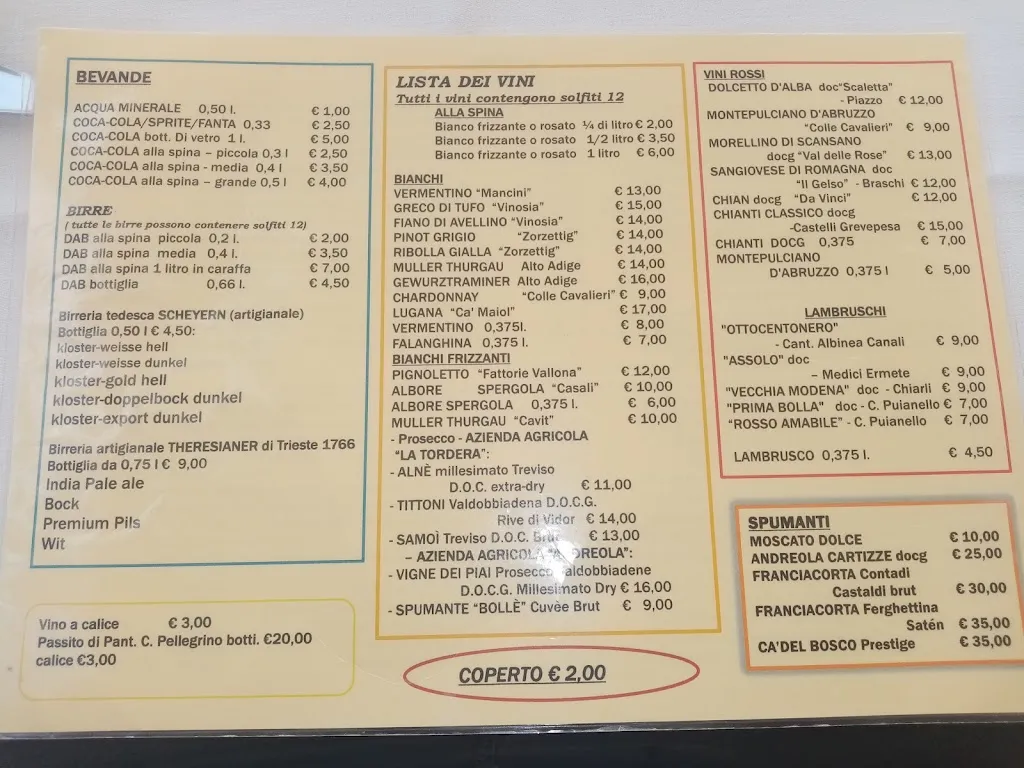 BEVANDE
ACQUA MINERALE 0,50 l. € 1,00
COCA-COLA/SPRITE/FANTA 0,33 € 2,50
COCA-COLA bott. Di vetro 1 l. € 5,00
COCA-COLA alla spina – piccola 0,3 l € 2,50
COCA-COLA alla spina - media 0,4 l € 3,50
COCA-COLA alla spina – grande 0,5 l € 4,00
BIRRE
( tutte le birre possono contenere solfiti 12)
DAB alla spina piccola 0,2 l. € 2,00
DAB alla spina media 0,4 l. € 3,50
DAB alla spina 1 litro in caraffa € 7,00
DAB bottiglia 0,66 l. € 4,50
Birreria tedesca SCHEYERN (artigianale)
Bottiglia 0,50 l € 4,50:
kloster-weisse hell
kloster-weisse dunkel
kloster-gold hell
kloster-doppelbock dunkel
kloster-export dunkel
Birreria artigianale THERESIANER di Trieste 1766
Bottiglia da 0,75 l € 9,00
India Pale ale
Bock
Premium Pils
Wit
Vino a calice € 3,00
Passito di Pant. C. Pellegrino botti. €20,00
calice €3,00
LISTA DEI VINI
Tutti i vini contengono solfiti 12
ALLA SPINA
Bianco frizzante o rosato ¼ di litro € 2,00
Bianco frizzante o rosato 1/2 litro € 3,50
Bianco frizzante o rosato 1 litro € 6,00
BIANCHI
VERMENTINO “Mancini” € 13,00
GRECO DI TUFO “Vinosia” € 15,00
FIANO DI AVELLINO “Vinosia” € 14,00
PINOT GRIGIO “Zorzettig” € 14,00
RIBOLLA GIALLA “Zorzettig” € 14,00
MULLER THURGAU Alto Adige € 14,00
GEWURZTRAMINER Alto Adige € 16,00
CHARDONNAY “Colle Cavalieri” € 9,00
LUGANA “Ca' Maiol” € 17,00
VERMENTINO 0,375l. € 8,00
FALANGHINA 0,375 l. € 7,00
BIANCHI FRIZZANTI
PIGNOLETTO “Fattorie Vallona” € 12,00
ALBORE SPERGOLA “Casali” € 10,00
ALBORE SPERGOLA 0,375 l. € 6,00
MULLER THURGAU “Cavit” € 10,00
- Prosecco - AZIENDA AGRICOLA
“LA TORDERA”:
- ALNÈ millesimato Treviso
D.O.C. extra-dry € 11,00
- TITTONI Valdobbiadena D.O.C.G.
Rive di Vidor € 14,00
- SAMOÌ Treviso D.O.C. Brut € 13,00
– AZIENDA AGRICOLA “ANDREOLA”:
- VIGNE DEI PIAI Prosecco Valdobbiadene
D.O.C.G. Millesimato Dry € 16,00
- SPUMANTE “BOLLÈ” Cuvèe Brut € 9,00
COPERTO € 2,00
VINI ROSSI
DOLCETTO D'ALBA doc“Scaletta”
- Piazzo € 12,00
MONTEPULCIANO D'ABRUZZO
“Colle Cavalieri” € 9,00
MORELLINO DI SCANSANO
docg “Val delle Rose” € 13,00
SANGIOVESE DI ROMAGNA doc
“Il Gelso” - Braschi € 12,00
CHIAN docg “Da Vinci” € 12,00
CHIANTI CLASSICO docg
-Castelli Grevepesa € 15,00
CHIANTI DOCG 0,375 € 7,00
MONTEPULCIANO
D'ABRUZZO 0,375 l € 5,00
LAMBRUSCHI
"OTTOCENTONERO"
- Cant. Albinea Canali € 9,00
"ASSOLO" doc
– Medici Ermete € 9,00
"VECCHIA MODENA" doc - Chiarli € 9,00
"PRIMA BOLLA" doc - C. Puianello € 7,00
"ROSSO AMABILE" - C. Puianello € 7,00
LAMBRUSCO 0,375 l. € 4,50
SPUMANTI
MOSCATO DOLCE € 10,00
ANDREOLA CARTIZZE docg € 25,00
FRANCIACORTA Contadi
Castaldi brut € 30,00
FRANCIACORTA Ferghettina
Satén € 35,00
CA'DEL BOSCO Prestige € 35,00